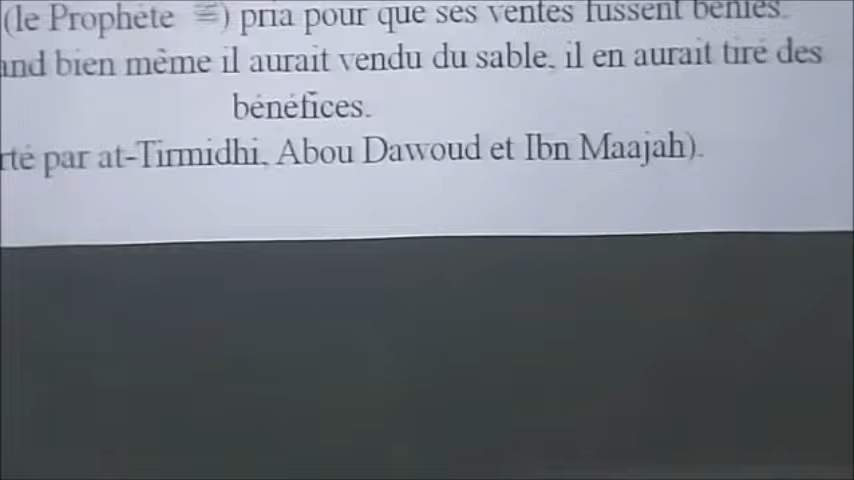 (le Prophète ﷺ) pria pour que ses ventes fussent bénies.
and bien même il aurait vendu du sable, il en aurait tiré des
bénéfices.
rté par at-Tirmidhi, Abou Dawoud et Ibn Maajah).